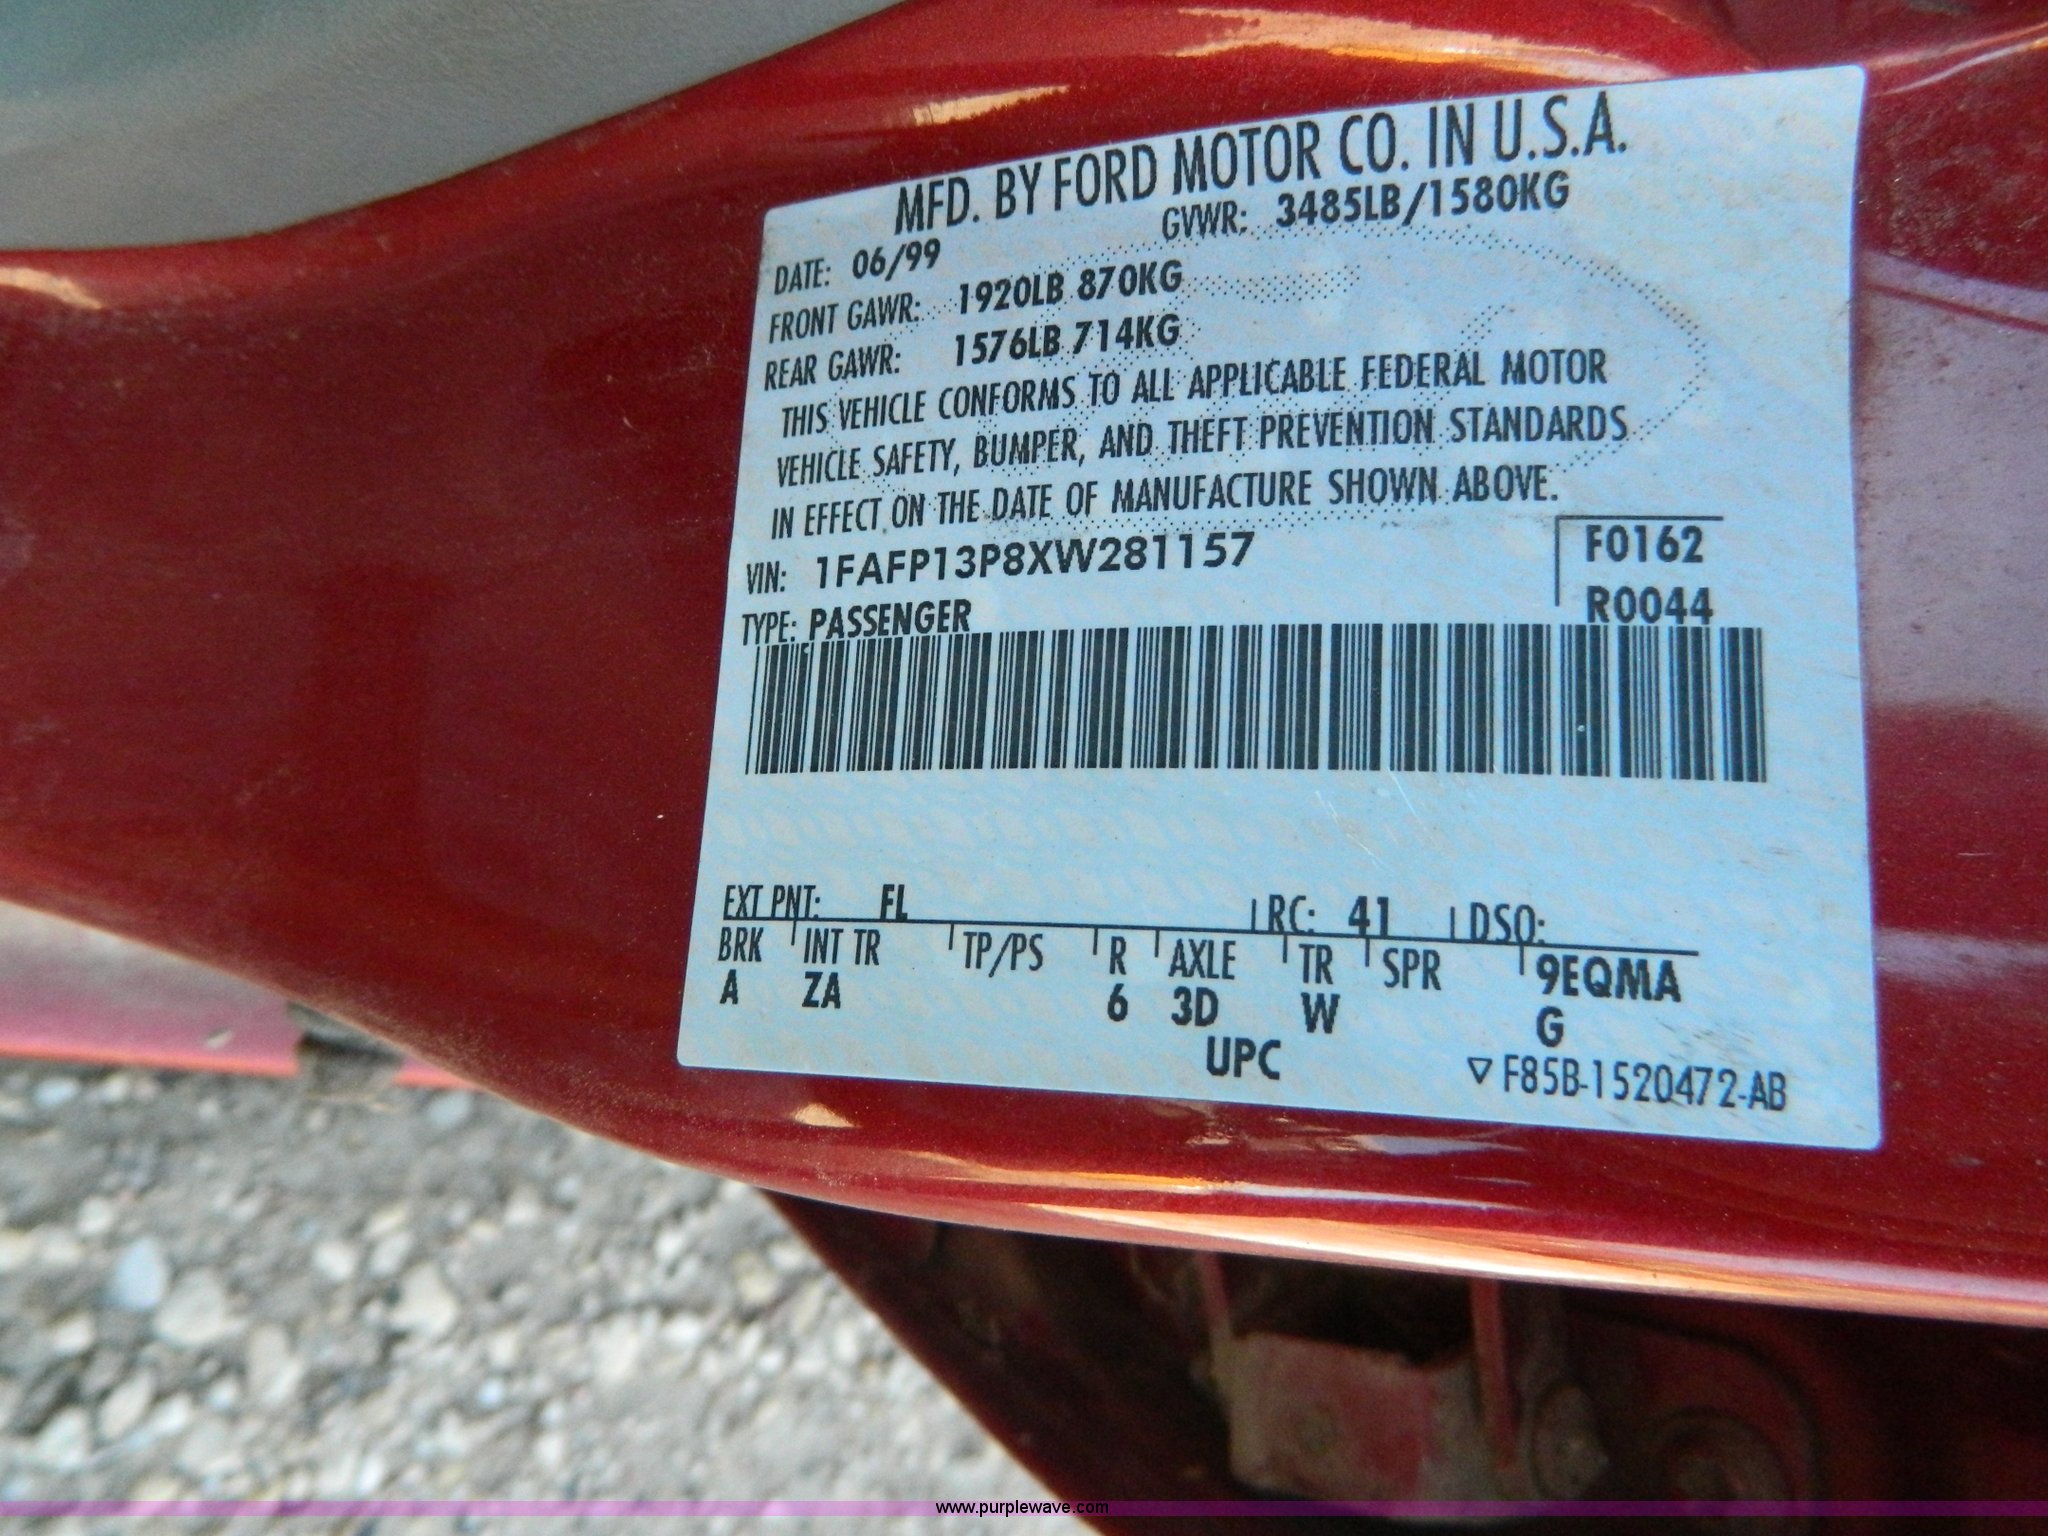 MFD. BY FORD MOTOR CO. IN U.S.A.
DATE: 06/99 GVWR: 3485LB/1580KG
FRONT GAWR: 1920LB 870KG
REAR GAWR: 1576LB 714KG
THIS VEHICLE CONFORMS TO ALL APPLICABLE FEDERAL MOTOR
VEHICLE SAFETY, BUMPER, AND THEFT PREVENTION STANDARDS
IN EFFECT ON THE DATE OF MANUFACTURE SHOWN ABOVE.
VIN: 1FAFP13P8XW281157 F0162
TYPE: PASSENGER R0044
EXT PNT: FL RC: 41 DSO:
BRK INT TR TP/PS R AXLE TR SPR 9EQMA
A ZA 6 3D W G
UPC ▽ F85B-1520472-AB
www.purplewave.com